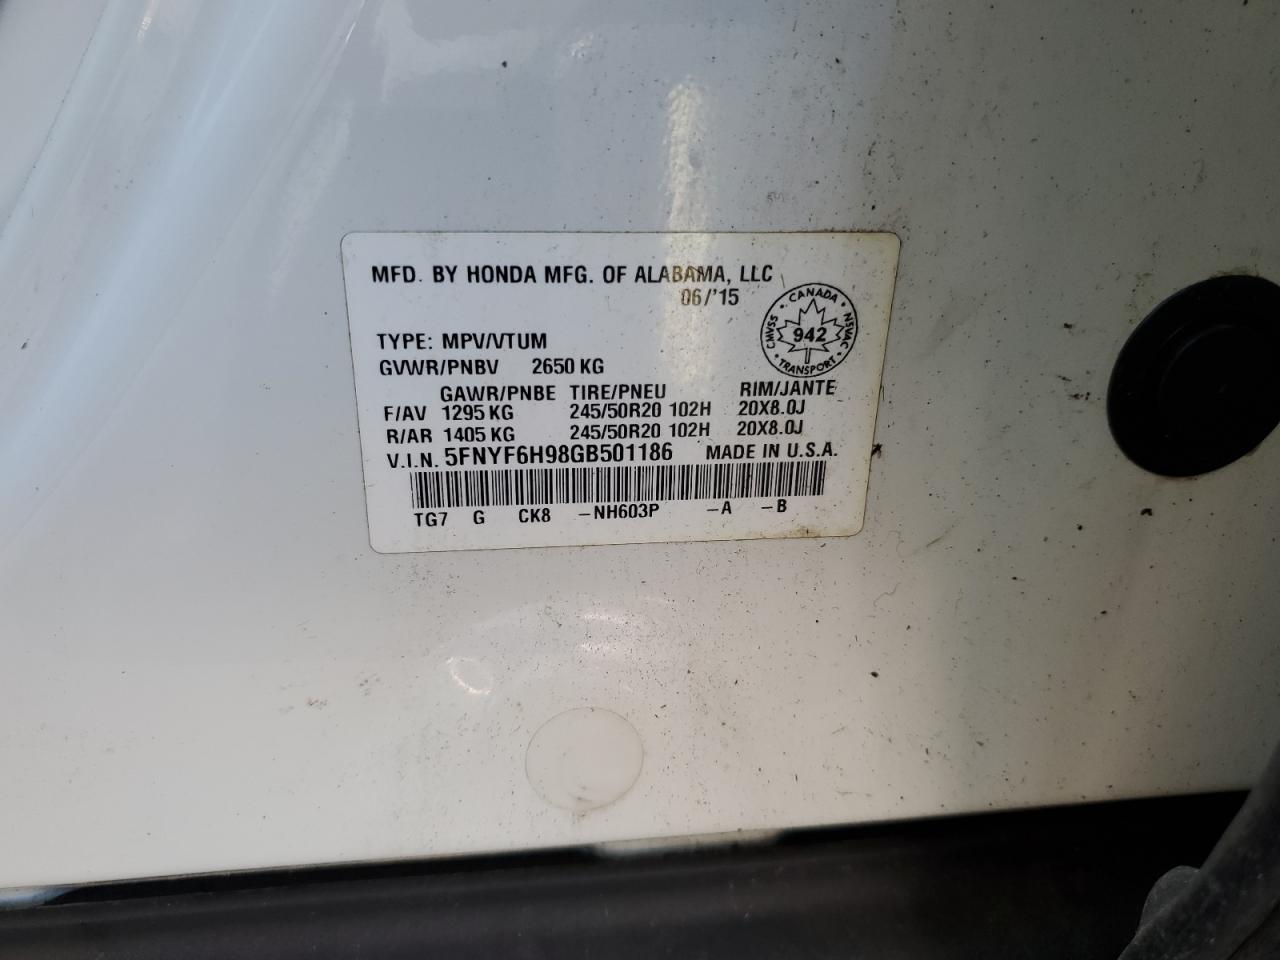 MFD. BY HONDA MFG. OF ALABAMA, LLC
06/'15
CANADA
CMVSS 942 NSVAC
TRANSPORT
TYPE: MPV/VTUM
GVWR/PNBV 2650 KG
GAWR/PNBE TIRE/PNEU RIM/JANTE
F/AV 1295 KG 245/50R20 102H 20X8.0J
R/AR 1405 KG 245/50R20 102H 20X8.0J
V.I.N. 5FNYF6H98GB501186 MADE IN U.S.A.
TG7 G CK8 -NH603P -A -B